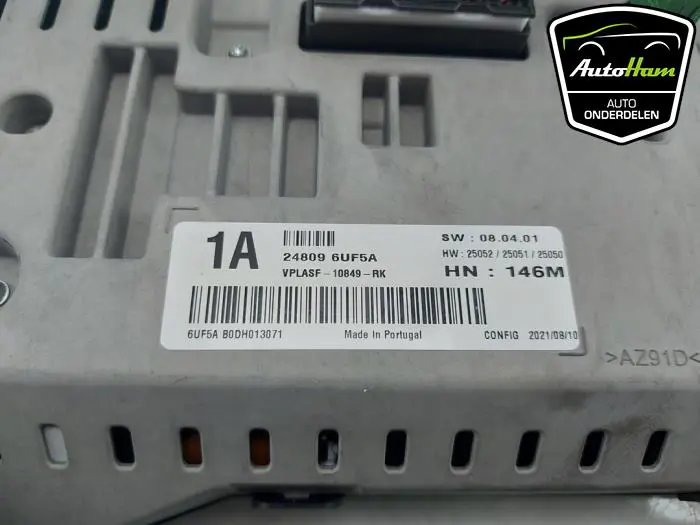 AutoHam
AUTO
ONDERDELEN
1A
24809 6UF5A
VPLASF-10849-RK
SW : 08.04.01
HW : 25052 / 25051 / 25050
HN : 146M
6UF5A B0DH013071
Made In Portugal
CONFIG 2021/08/10
>AZ91D<